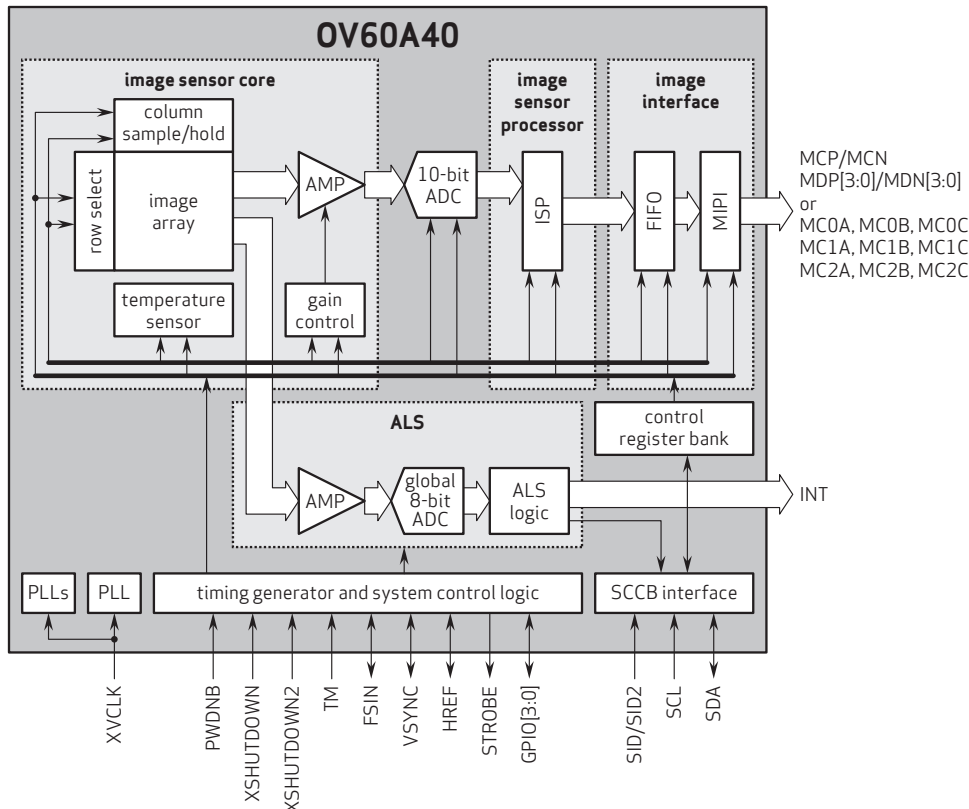 OV60A40
image sensor core
column
sample/hold
row select
image
array
AMP
10-bit
ADC
temperature
sensor
gain
control
image
sensor
processor
ISP
image
interface
FIFO
MIPI
MCP/MCN
MDP[3:0]/MDN[3:0]
or
MC0A, MC0B, MC0C
MC1A, MC1B, MC1C
MC2A, MC2B, MC2C
ALS
AMP
global
8-bit
ADC
ALS
logic
control
register bank
INT
PLLs
PLL
timing generator and system control logic
SCCB interface
XVCLK
PWDNB
XSHUTDOWN
XSHUTDOWN2
TM
FSIN
VSYNC
HREF
STROBE
GPIO[3:0]
SID/SID2
SCL
SDA